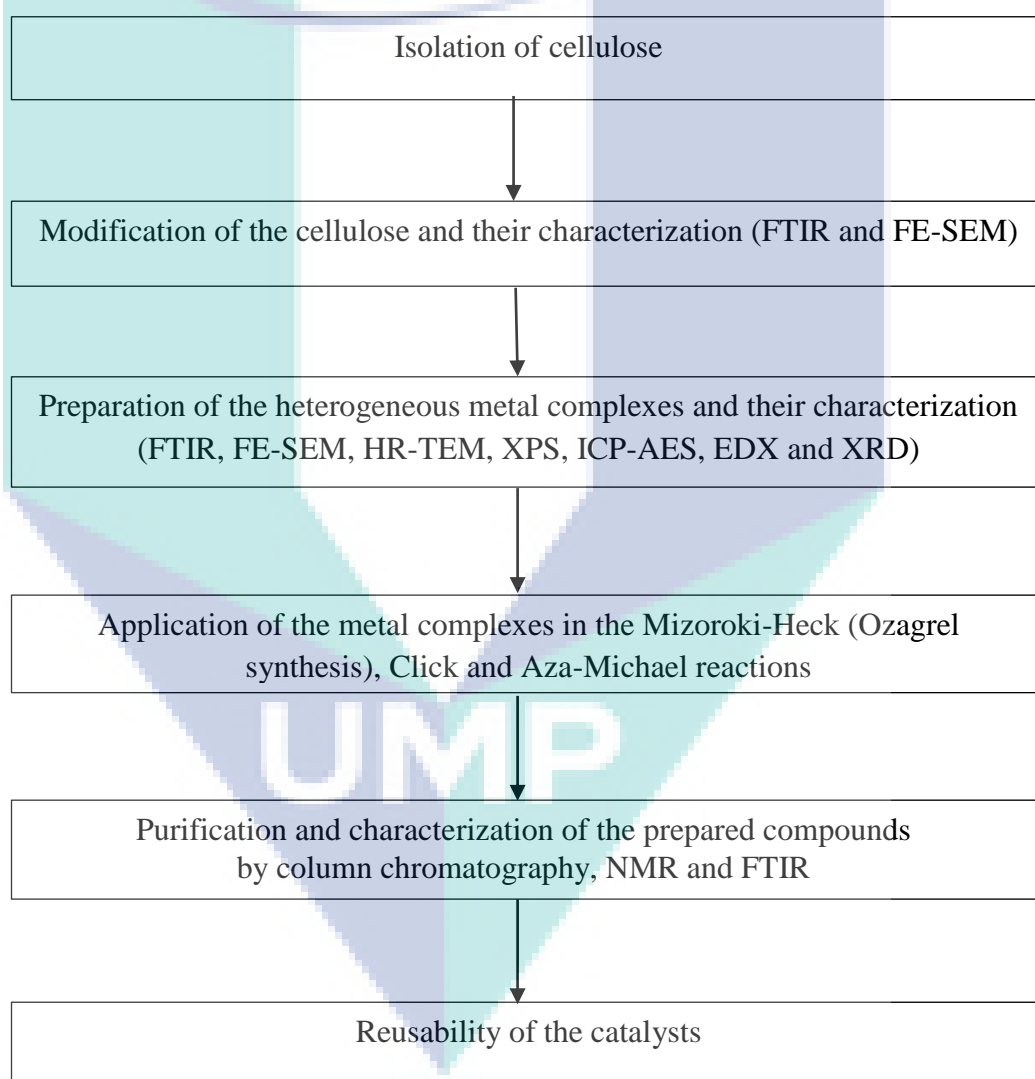 Isolation of cellulose
Modification of the cellulose and their characterization (FTIR and FE-SEM)
Preparation of the heterogeneous metal complexes and their characterization
(FTIR, FE-SEM, HR-TEM, XPS, ICP-AES, EDX and XRD)
Application of the metal complexes in the Mizoroki-Heck (Ozagrel
synthesis), Click and Aza-Michael reactions
UMP
Purification and characterization of the prepared compounds
by column chromatography, NMR and FTIR
Reusability of the catalysts